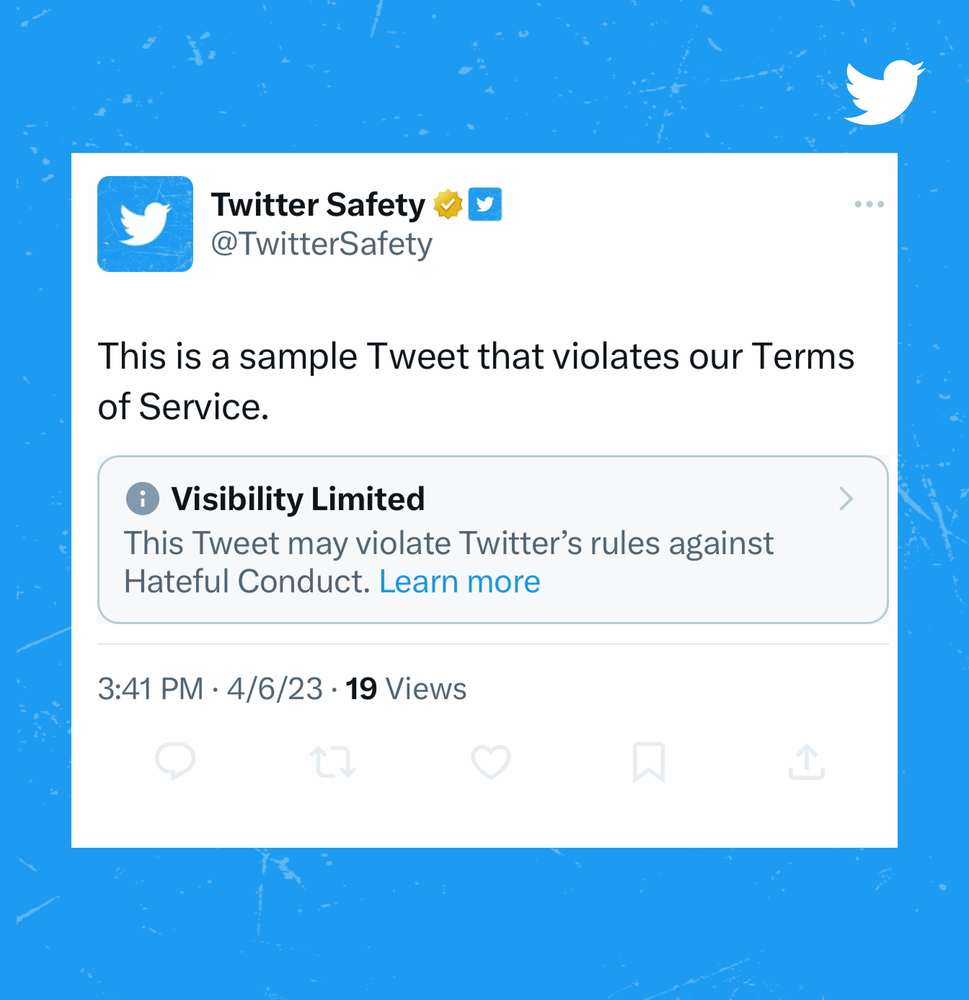 Twitter Safety
@TwitterSafety
This is a sample Tweet that violates our Terms
of Service.
Visibility Limited
This Tweet may violate Twitter’s rules against
Hateful Conduct. Learn more
3:41 PM · 4/6/23 · 19 Views